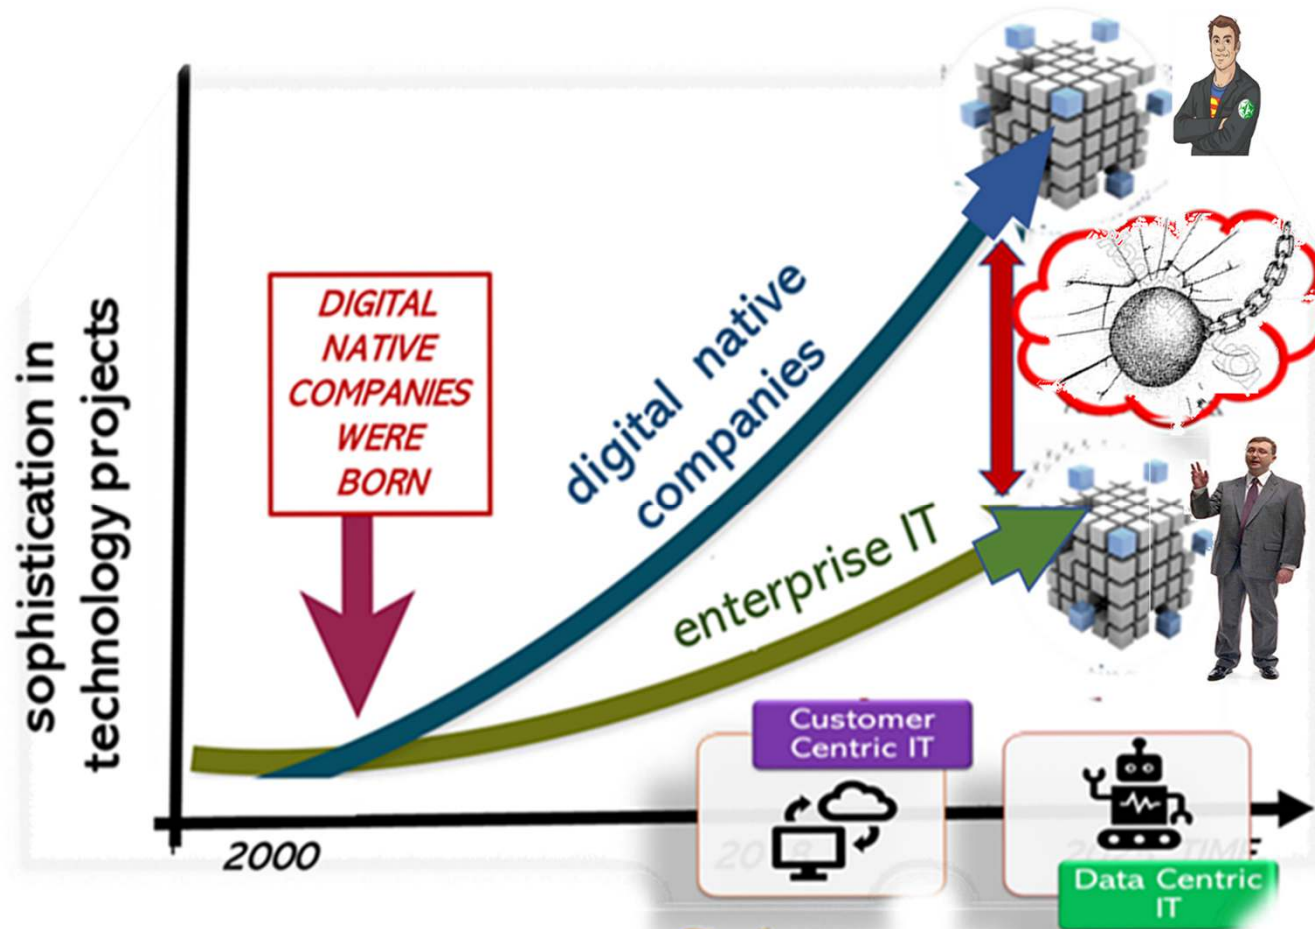 sophistication in
technology projects
DIGITAL
NATIVE
COMPANIES
WERE
BORN
digital native
companies
enterprise IT
Customer
Centric IT
2000
Data Centric
IT